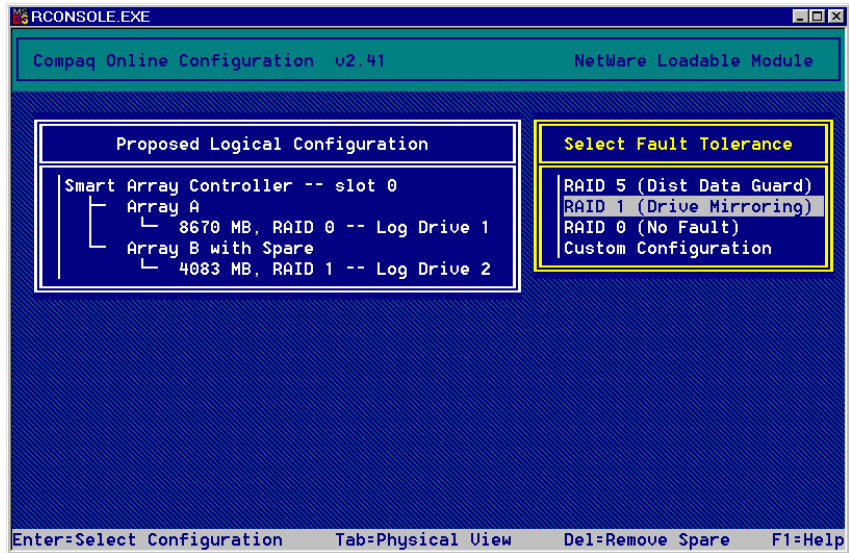 RCONSOLE.EXE
Compaq Online Configuration v2.41 NetWare Loadable Module
Proposed Logical Configuration
Smart Array Controller -- slot 0
Array A
8670 MB, RAID 0 -- Log Drive 1
Array B with Spare
4083 MB, RAID 1 -- Log Drive 2
Select Fault Tolerance
RAID 5 (Dist Data Guard)
RAID 1 (Drive Mirroring)
RAID 0 (No Fault)
Custom Configuration
Enter=Select Configuration Tab=Physical View Del=Remove Spare F1=Help